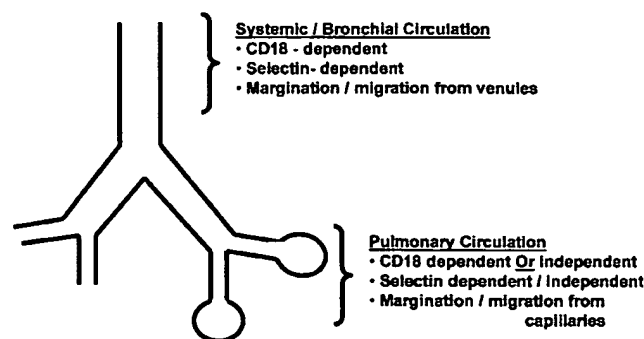 Systemic / Bronchial Circulation
• CD18 - dependent
• Selectin- dependent
• Margination / migration from venules
Pulmonary Circulation
• CD18 dependent Or independent
• Selectin dependent / independent
• Margination / migration from
capillaries